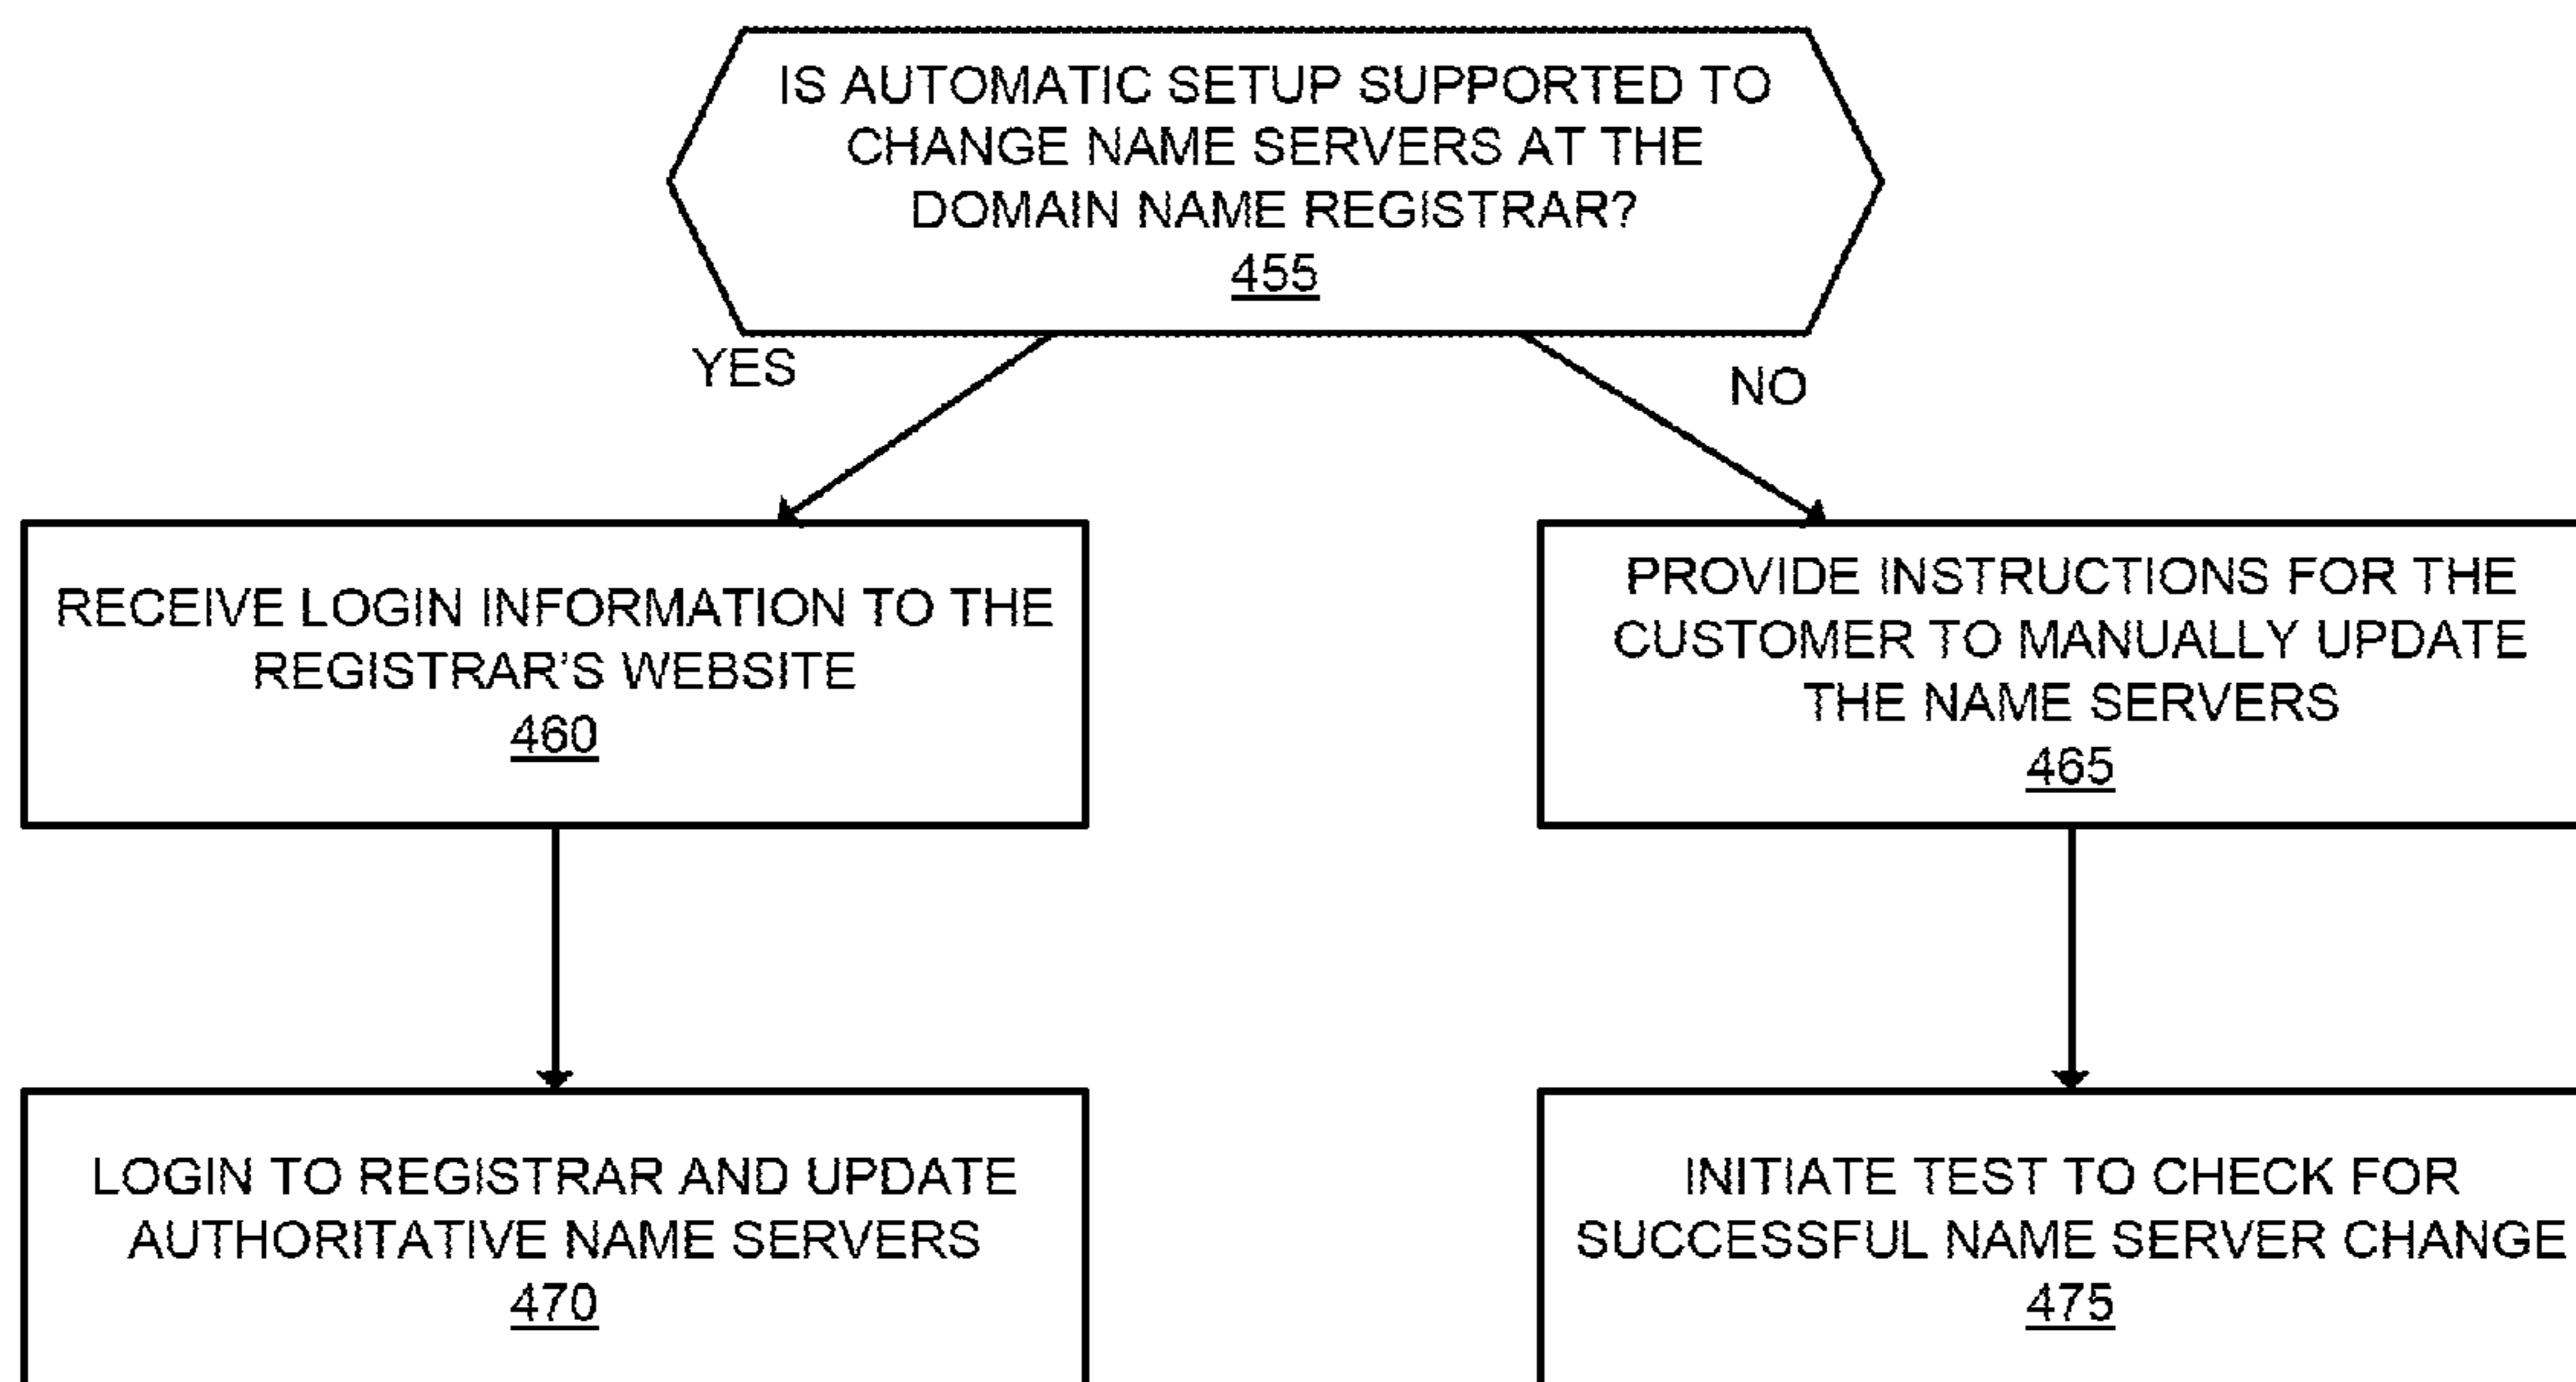 IS AUTOMATIC SETUP SUPPORTED TO
CHANGE NAME SERVERS AT THE
DOMAIN NAME REGISTRAR?
455
YES
NO
RECEIVE LOGIN INFORMATION TO THE
REGISTRAR'S WEBSITE
460
PROVIDE INSTRUCTIONS FOR THE
CUSTOMER TO MANUALLY UPDATE
THE NAME SERVERS
465
LOGIN TO REGISTRAR AND UPDATE
AUTHORITATIVE NAME SERVERS
470
INITIATE TEST TO CHECK FOR
SUCCESSFUL NAME SERVER CHANGE
475